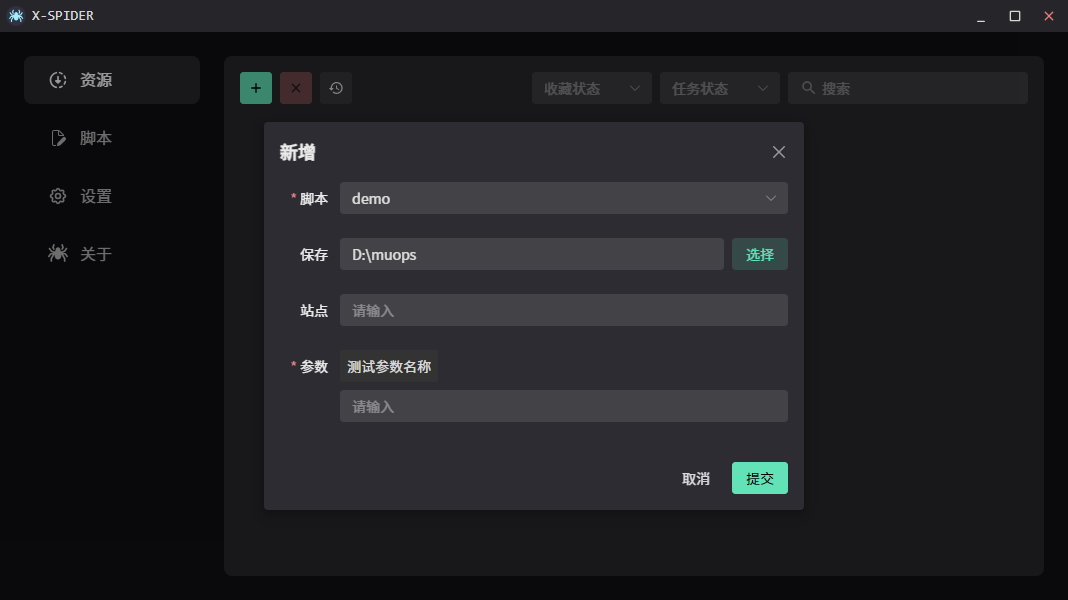 X-SPIDER
资源
脚本
设置
关于
收藏状态
任务状态
搜索
新增
* 脚本
demo
保存
D:\muops
选择
站点
请输入
* 参数
测试参数名称
请输入
取消
提交